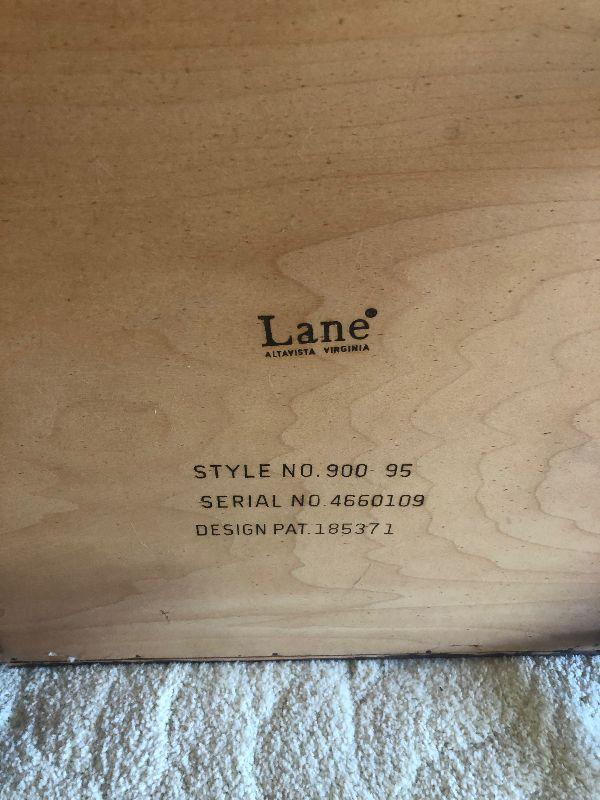 Lane
ALTAVISTA VIRGINIA
STYLE NO. 900- 95
SERIAL NO. 4660109
DESIGN PAT. 185371